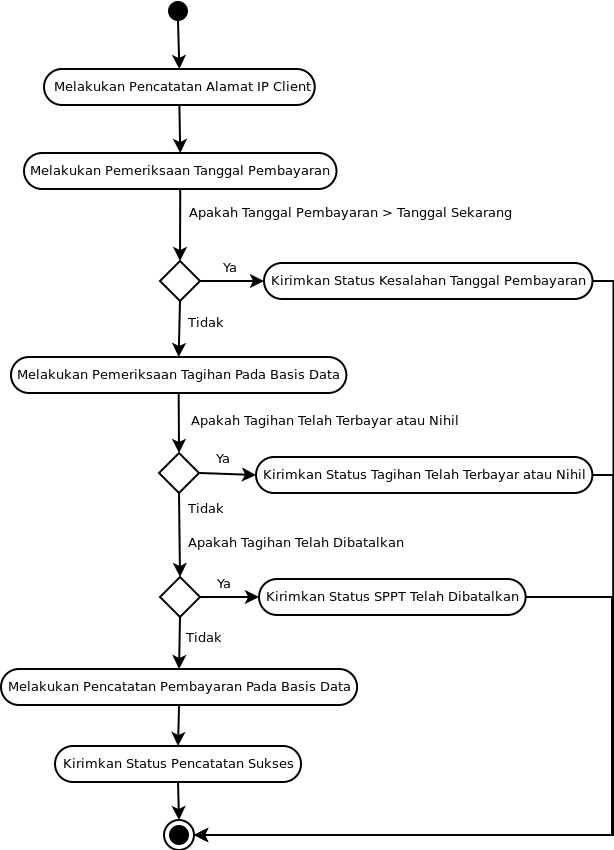 Melakukan Pencatatan Alamat IP Client
Melakukan Pemeriksaan Tanggal Pembayaran
Apakah Tanggal Pembayaran > Tanggal Sekarang
Ya
Kirimkan Status Kesalahan Tanggal Pembayaran
Tidak
Melakukan Pemeriksaan Tagihan Pada Basis Data
Apakah Tagihan Telah Terbayar atau Nihil
Ya
Kirimkan Status Tagihan Telah Terbayar atau Nihil
Tidak
Apakah Tagihan Telah Dibatalkan
Ya
Kirimkan Status SPPT Telah Dibatalkan
Tidak
Melakukan Pencatatan Pembayaran Pada Basis Data
Kirimkan Status Pencatatan Sukses